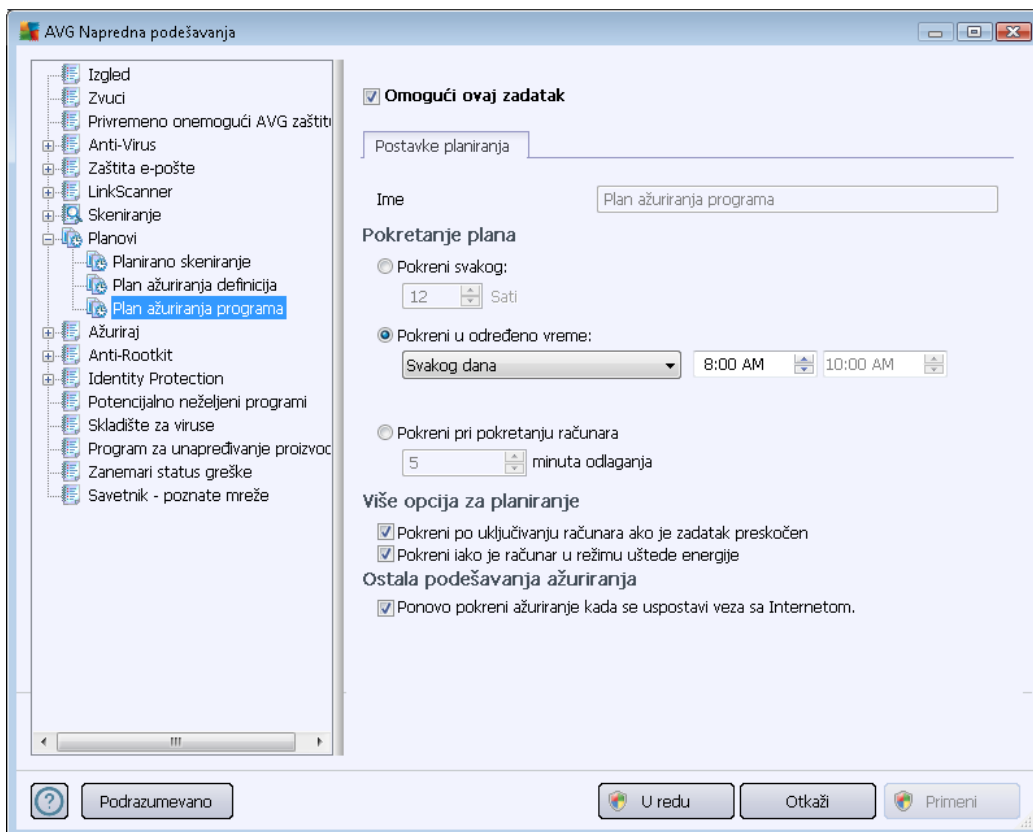 AVG Napredna podešavanja
Izgled
Zvuci
Privremeno onemogući AVG zaštitu
Anti-Virus
Zaštita e-pošte
LinkScanner
Skeniranje
Planovi
Planirano skeniranje
Plan ažuriranja definicija
Plan ažuriranja programa
Ažuriraj
Anti-Rootkit
Identity Protection
Potencijalno neželjeni programi
Skladište za viruse
Program za unapređivanje proizvoc
Zanemari status greške
Savetnik - poznate mreže
Omogući ovaj zadatak
Postavke planiranja
Ime Plan ažuriranja programa
Pokretanje plana
Pokreni svakog:
12 Sati
Pokreni u određeno vreme:
Svakog dana 8:00 AM 10:00 AM
Pokreni pri pokretanju računara
5 minuta odlaganja
Više opcija za planiranje
Pokreni po uključivanju računara ako je zadatak preskočen
Pokreni iako je računar u režimu uštede energije
Ostala podešavanja ažuriranja
Ponovo pokreni ažuriranje kada se uspostavi veza sa Internetom.
? Podrazumevano U redu Otkaži Primeni